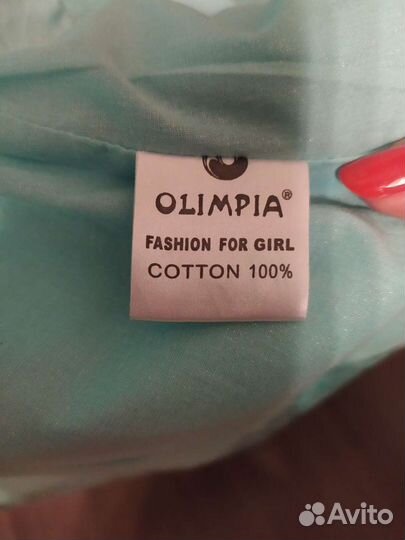 OLIMPIA®
FASHION FOR GIRL
COTTON 100%
Avito